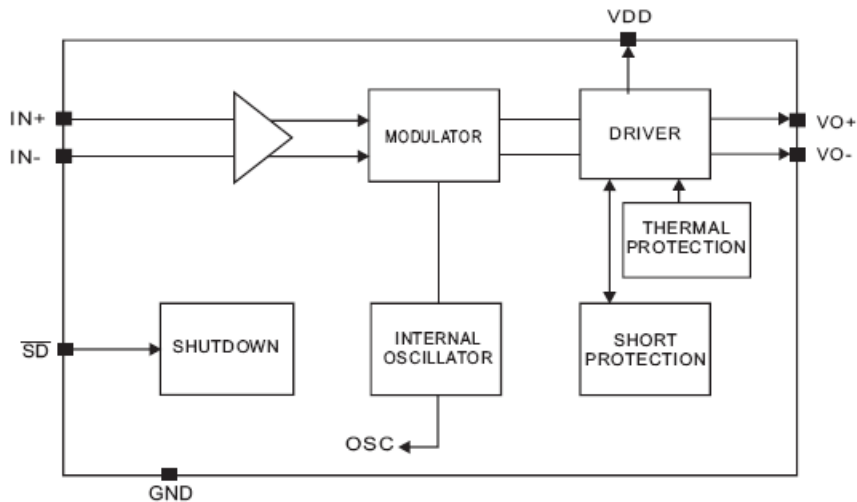 VDD
IN+
IN-
MODULATOR
DRIVER
VO+
VO-
THERMAL
PROTECTION
SD
SHUTDOWN
INTERNAL
OSCILLATOR
SHORT
PROTECTION
OSC
GND